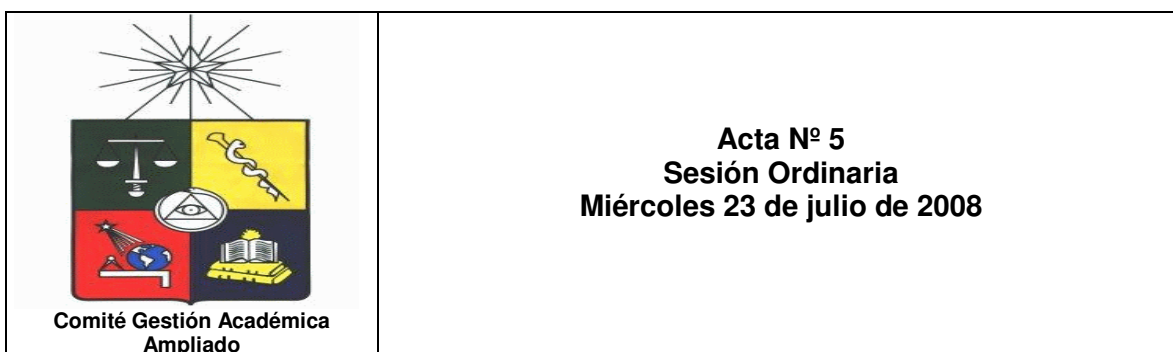 Comité Gestión Académica
Ampliado
Acta Nº 5
Sesión Ordinaria
Miércoles 23 de julio de 2008